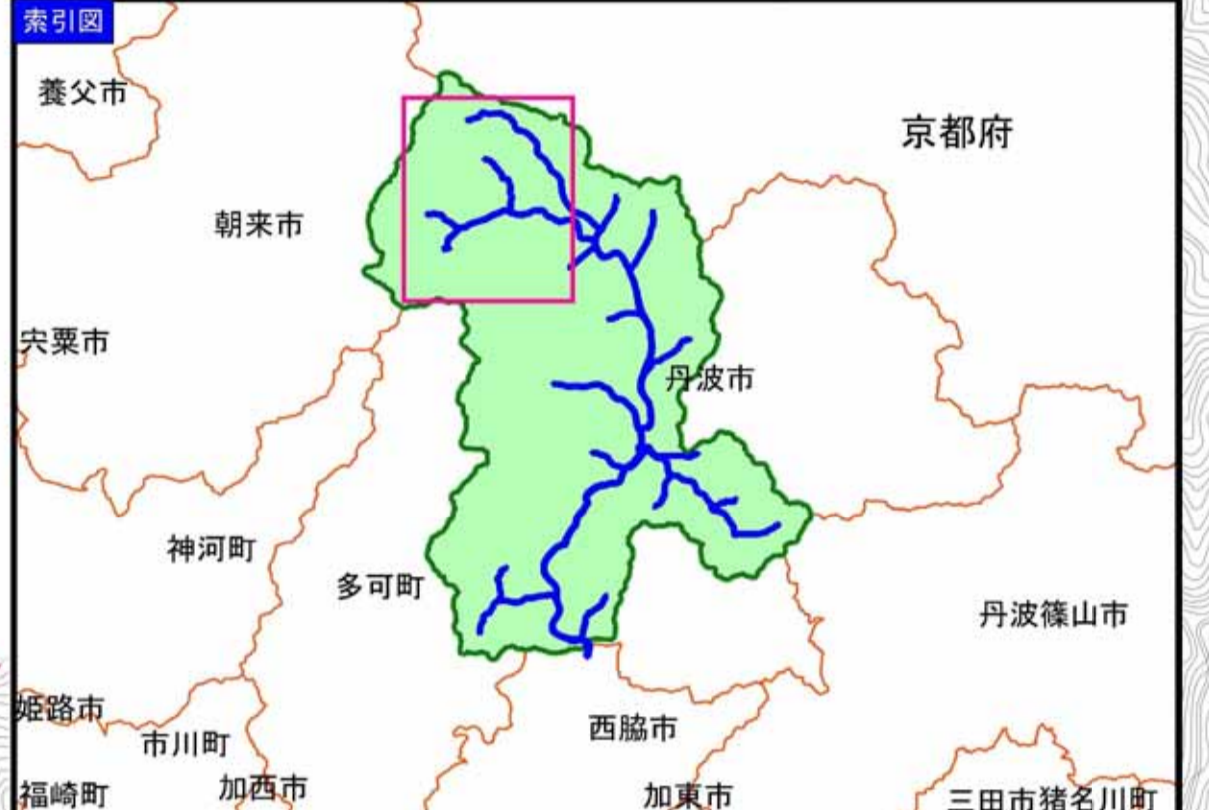 索引図
養父市
京都府
朝来市
宍粟市
丹波市
神河町
多可町
丹波篠山市
姫路市
西脇市
市川町
加西市
福崎町
加東市
三田市
猪名川町